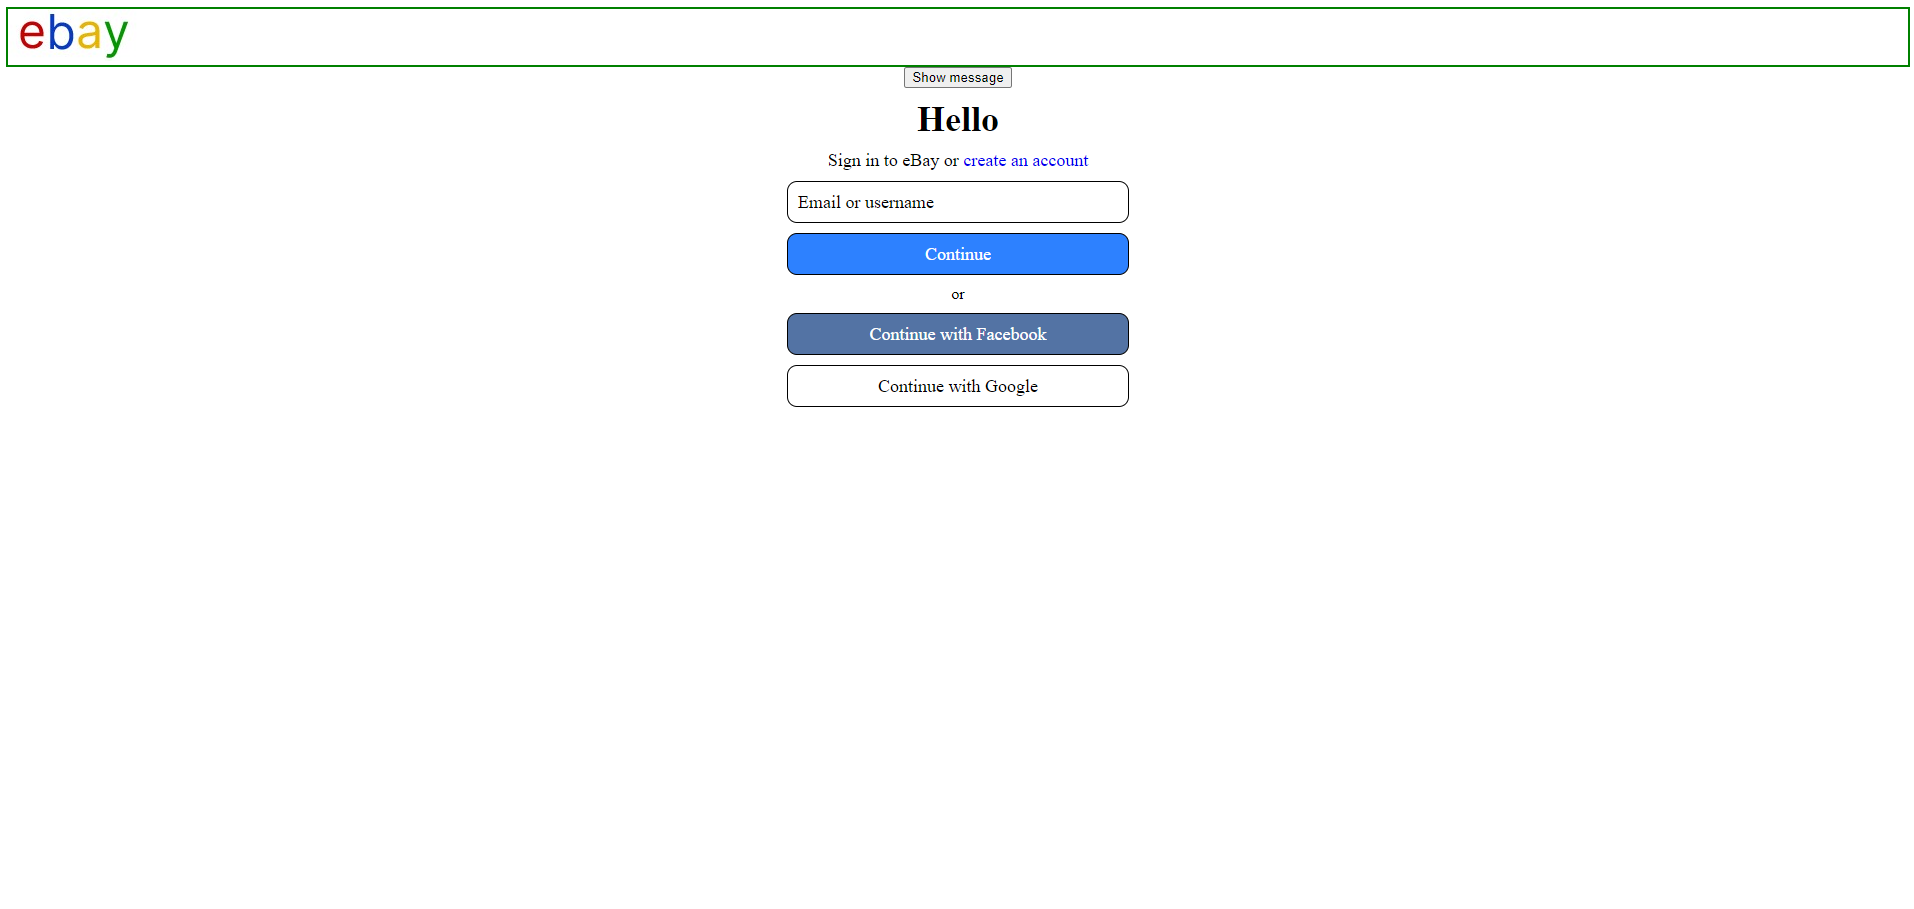 ebay
Show message
Hello
Sign in to eBay or create an account
Email or username
Continue
or
Continue with Facebook
Continue with Google